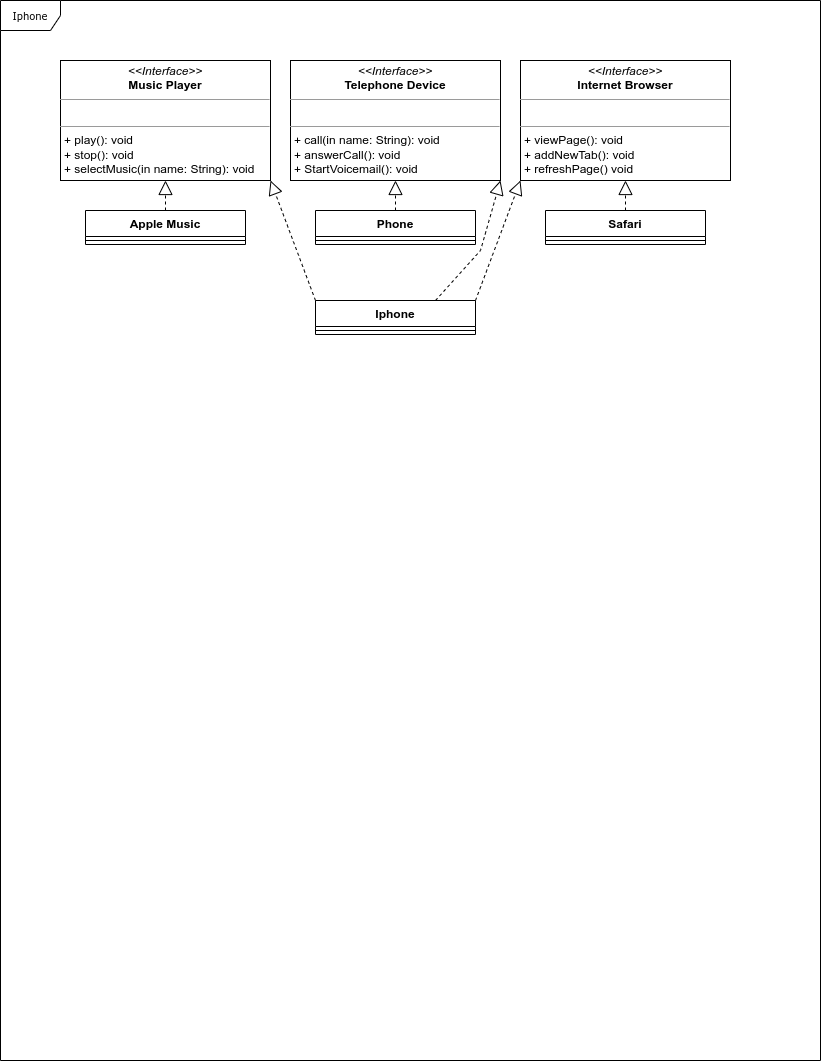 Iphone
<<Interface>>
Music Player
+ play(): void
+ stop(): void
+ selectMusic(in name: String): void
<<Interface>>
Telephone Device
+ call(in name: String): void
+ answerCall(): void
+ StartVoicemail(): void
<<Interface>>
Internet Browser
+ viewPage(): void
+ addNewTab(): void
+ refreshPage() void
Apple Music
Phone
Safari
Iphone